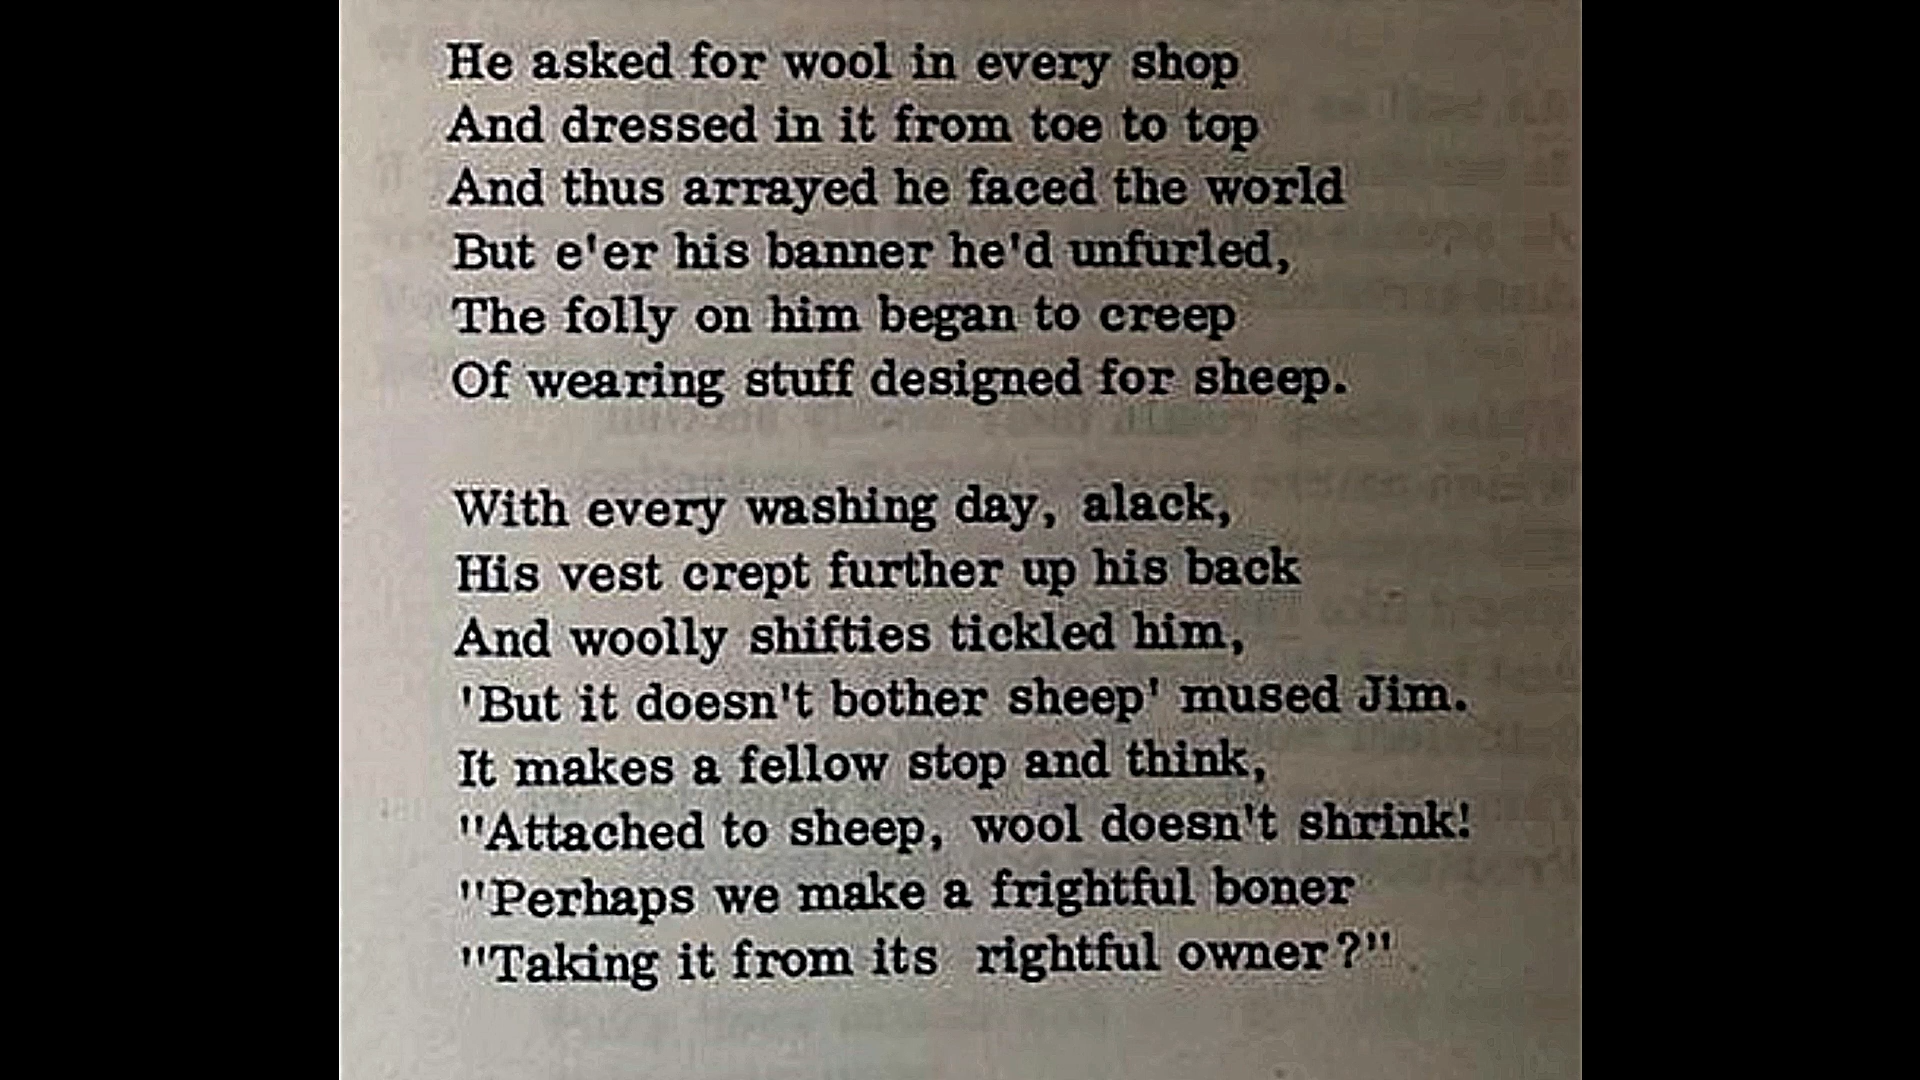 He asked for wool in every shop
And dressed in it from toe to top
And thus arrayed he faced the world
But e'er his banner he'd unfurled,
The folly on him began to creep
Of wearing stuff designed for sheep.
With every washing day, alack,
His vest crept further up his back
And woolly shifties tickled him,
'But it doesn't bother sheep' mused Jim.
It makes a fellow stop and think,
"Attached to sheep, wool doesn't shrink!
"Perhaps we make a frightful boner
"Taking it from its rightful owner?"